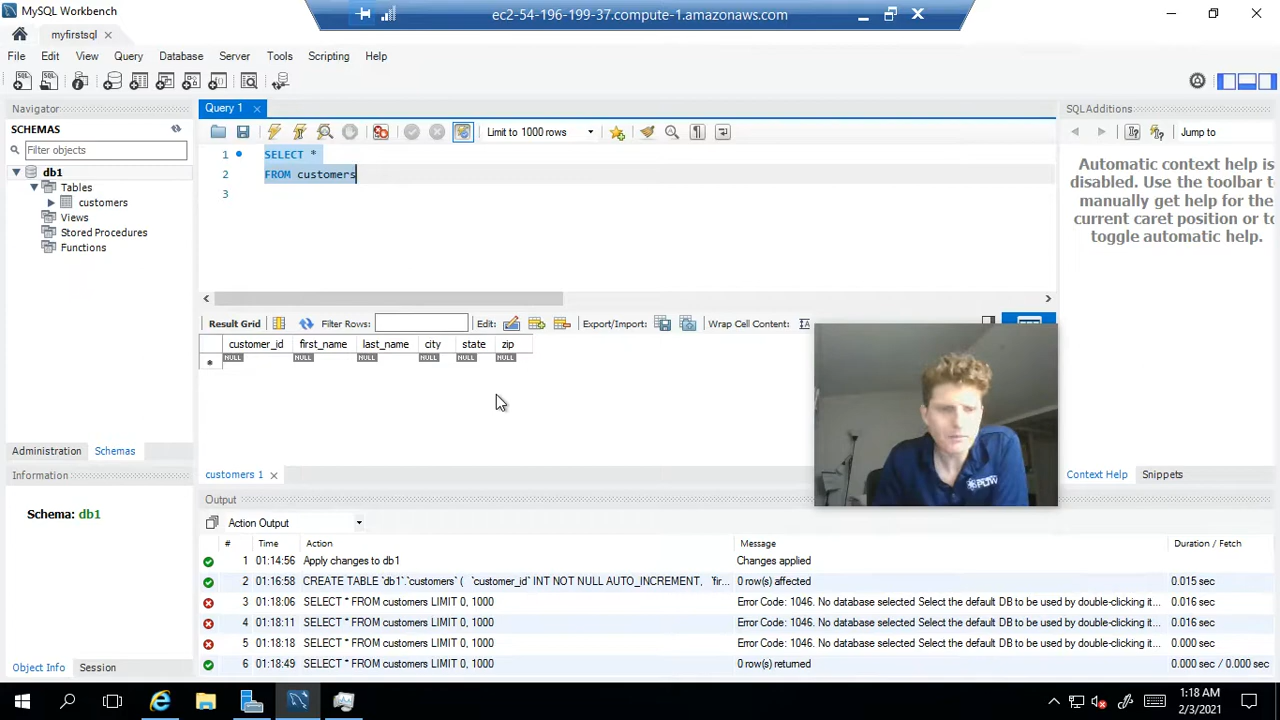 MySQL Workbench
ec2-54-196-199-37.compute-1.amazonaws.com
myfirstsql
File Edit View Query Database Server Tools Scripting Help
Navigator
SCHEMAS
Filter objects
db1
Tables
customers
Views
Stored Procedures
Functions
Administration Schemas
Information
Schema: db1
Object Info Session
Query 1
Limit to 1000 rows
1 SELECT *
2 FROM customers
3
Result Grid Filter Rows: Edit: Export/Import: Wrap Cell Content:
customer_id first_name last_name city state zip
NULL NULL NULL NULL NULL NULL
customers 1
SQLAdditions
Jump to
Automatic context help is
disabled. Use the toolbar t
manually get help for the
current caret position or to
toggle automatic help.
PDW
Context Help Snippets
Output
Action Output
# Time Action Message Duration / Fetch
1 01:14:56 Apply changes to db1 Changes applied
2 01:16:58 CREATE TABLE `db1`.`customers` ( `customer_id` INT NOT NULL AUTO_INCREMENT, `fir... 0 row(s) affected 0.015 sec
3 01:18:06 SELECT * FROM customers LIMIT 0, 1000 Error Code: 1046. No database selected Select the default DB to be used by double-clicking it... 0.016 sec
4 01:18:11 SELECT * FROM customers LIMIT 0, 1000 Error Code: 1046. No database selected Select the default DB to be used by double-clicking it... 0.016 sec
5 01:18:18 SELECT * FROM customers LIMIT 0, 1000 Error Code: 1046. No database selected Select the default DB to be used by double-clicking it... 0.000 sec
6 01:18:49 SELECT * FROM customers LIMIT 0, 1000 0 row(s) returned 0.000 sec / 0.000 sec
1:18 AM
2/3/2021